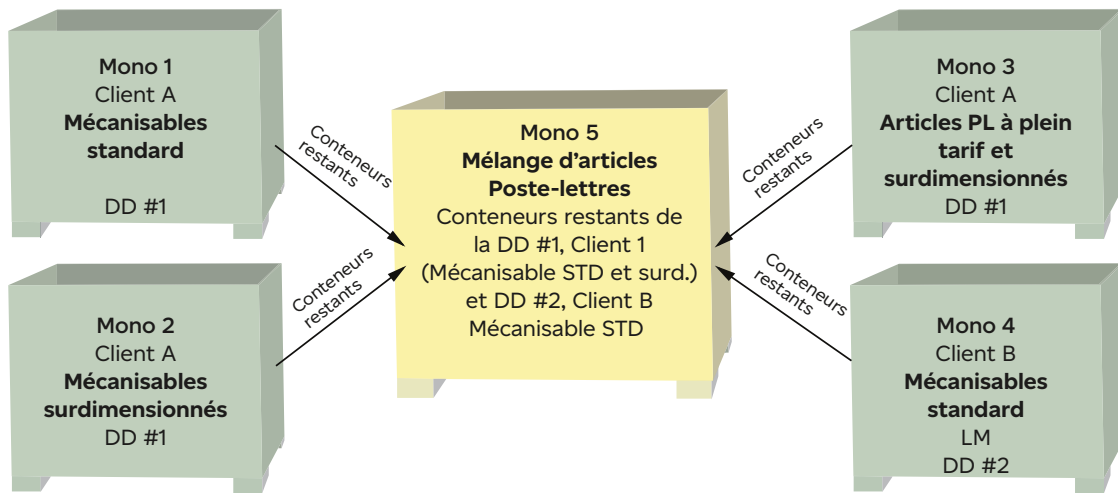 Mono 1
Client A
Mécanisables
standard
DD #1
Conteneurs
restants
Mono 2
Client A
Mécanisables
surdimensionnés
DD #1
Conteneurs
restants
Mono 5
Mélange d’articles
Poste-lettres
Conteneurs restants de
la DD #1, Client 1
(Mécanisable STD et surd.)
et DD #2, Client B
Mécanisable STD
Conteneurs
restants
Mono 3
Client A
Articles PL à plein
tarif et
surdimensionnés
DD #1
Conteneurs
restants
Mono 4
Client B
Mécanisables
standard
LM
DD #2